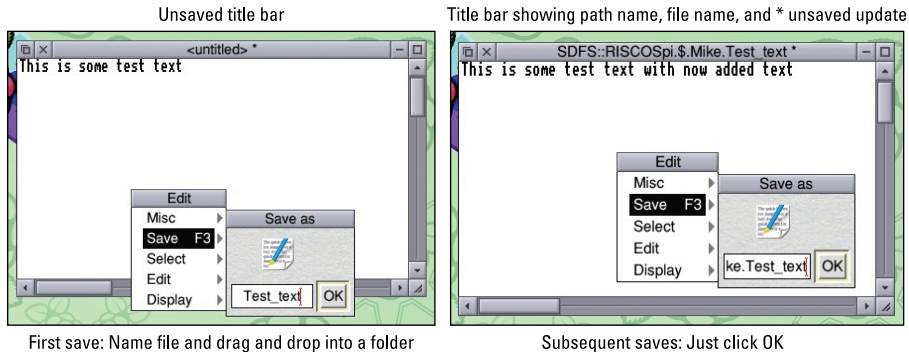 Unsaved title bar
<untitled> *
This is some test text
Edit
Misc
Save F3
Select
Edit
Display
Save as
Test_text
OK
First save: Name file and drag and drop into a folder
Title bar showing path name, file name, and * unsaved update
SDFS::RISCOSpi.$.Mike.Test_text *
This is some test text with now added text
Edit
Misc
Save F3
Select
Edit
Display
Save as
ke.Test_text
OK
Subsequent saves: Just click OK